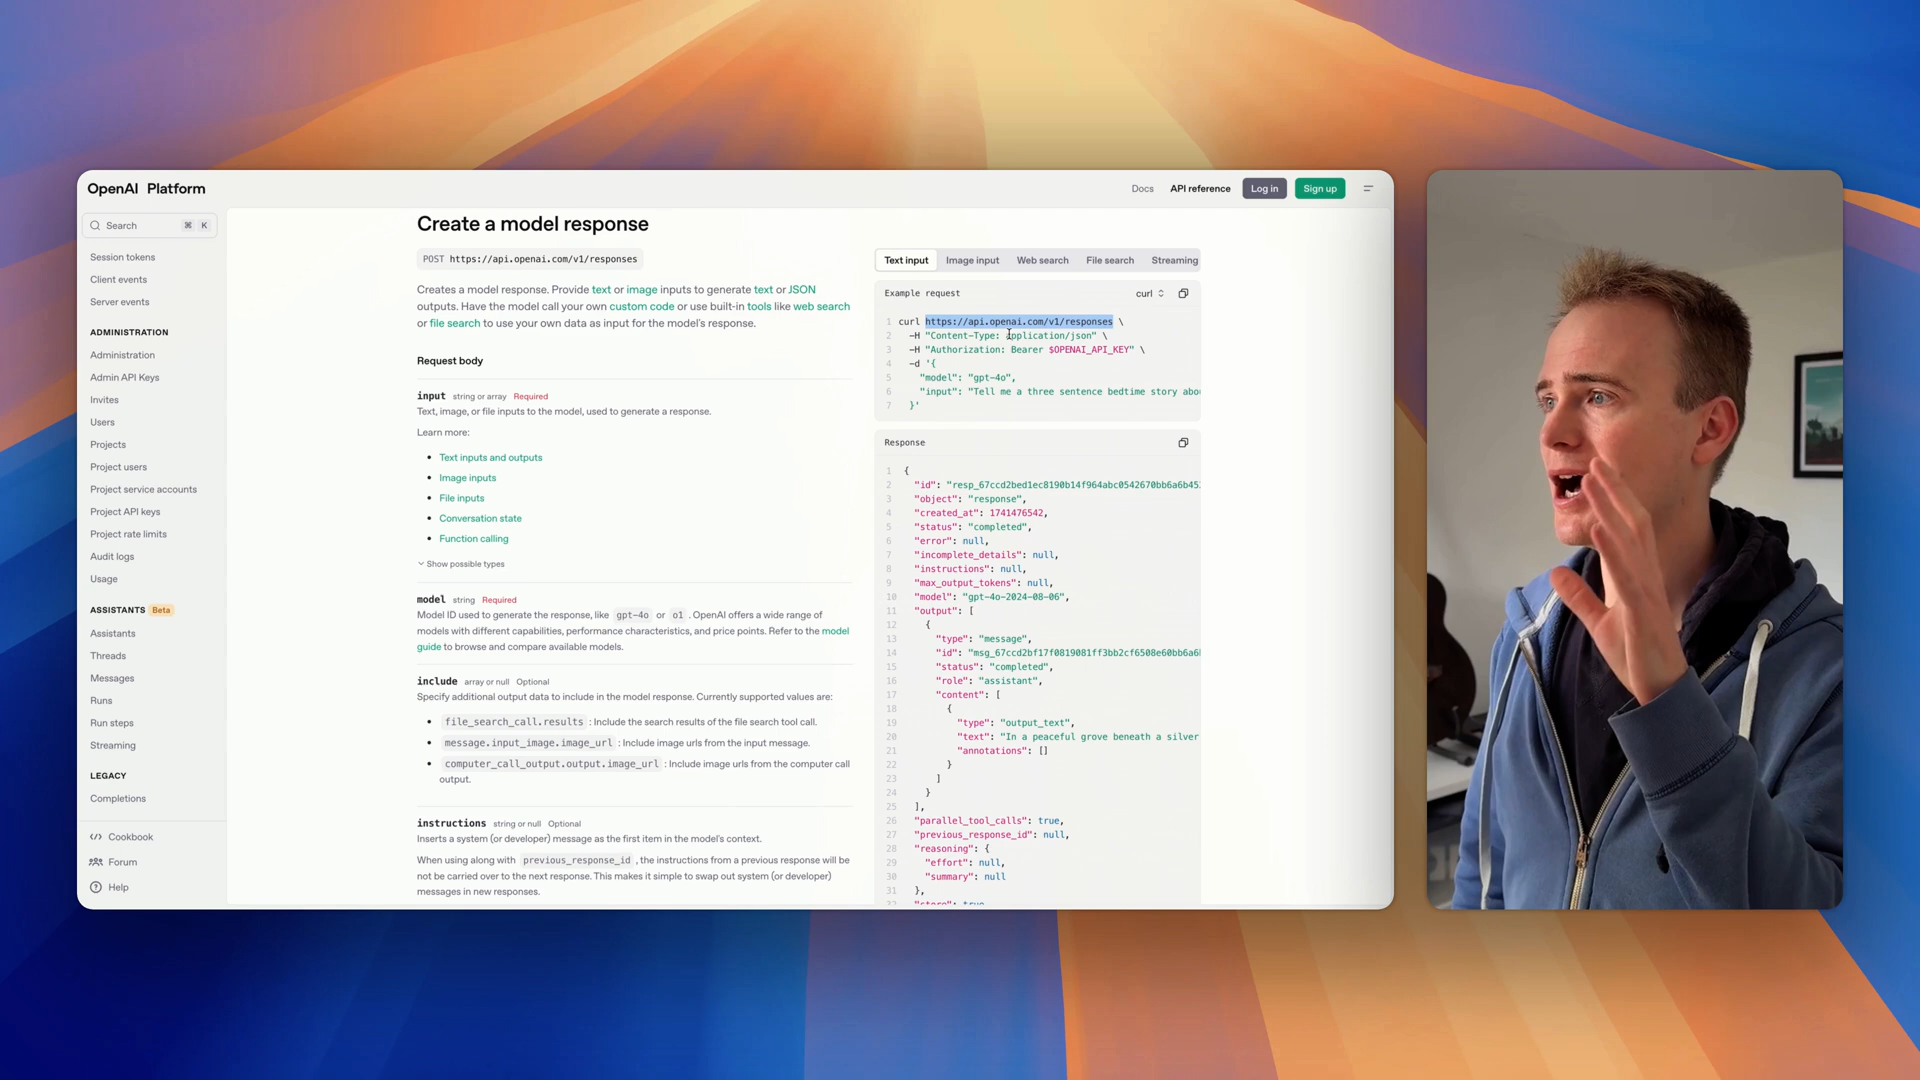 OpenAI Platform
Docs
API reference
Log in
Sign up
Search
⌘ K
Session tokens
Client events
Server events
ADMINISTRATION
Administration
Admin API Keys
Invites
Users
Projects
Project users
Project service accounts
Project API keys
Project rate limits
Audit logs
Usage
ASSISTANTS Beta
Assistants
Threads
Messages
Runs
Run steps
Streaming
LEGACY
Completions
Cookbook
Forum
Help
Create a model response
POST https://api.openai.com/v1/responses
Creates a model response. Provide text or image inputs to generate text or JSON
outputs. Have the model call your own custom code or use built-in tools like web search
or file search to use your own data as input for the model's response.
Request body
input string or array Required
Text, image, or file inputs to the model, used to generate a response.
Learn more:
• Text inputs and outputs
• Image inputs
• File inputs
• Conversation state
• Function calling
Show possible types
model string Required
Model ID used to generate the response, like gpt-4o or o1 . OpenAI offers a wide range of
models with different capabilities, performance characteristics, and price points. Refer to the model
guide to browse and compare available models.
include array or null Optional
Specify additional output data to include in the model response. Currently supported values are:
• file_search_call.results : Include the search results of the file search tool call.
• message.input_image.image_url : Include image urls from the input message.
• computer_call_output.output.image_url : Include image urls from the computer call
output.
instructions string or null Optional
Inserts a system (or developer) message as the first item in the model's context.
When using along with previous_response_id , the instructions from a previous response will
be not be carried over to the next response. This makes it simple to swap out system (or developer)
messages in new responses.
Text input
Image input
Web search
File search
Streaming
Example request
curl
1 curl https://api.openai.com/v1/responses \
2 -H "Content-Type: application/json" \
3 -H "Authorization: Bearer $OPENAI_API_KEY" \
4 -d '{
5 "model": "gpt-4o",
6 "input": "Tell me a three sentence bedtime story abo
7 }'
Response
1 {
2 "id": "resp_67ccd2bed1ec8190b14f964abc0542670bb6a6b45
3 "object": "response",
4 "created_at": 1741476542,
5 "status": "completed",
6 "error": null,
7 "incomplete_details": null,
8 "instructions": null,
9 "max_output_tokens": null,
10 "model": "gpt-4o-2024-08-06",
11 "output": [
12 {
13 "type": "message",
14 "id": "msg_67ccd2bf17f0819081ff3bb2cf6508e60bb6a6
15 "status": "completed",
16 "role": "assistant",
17 "content": [
18 {
19 "type": "output_text",
20 "text": "In a peaceful grove beneath a silver
21 "annotations": []
22 }
23 ]
24 }
25 ],
26 "parallel_tool_calls": true,
27 "previous_response_id": null,
28 "reasoning": {
29 "effort": null,
30 "summary": null
31 },